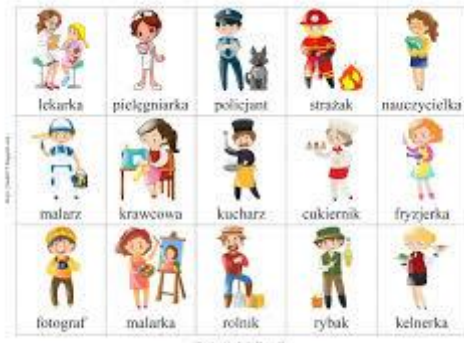 lekarka pielęgniarka policjant strażak nauczycielka
malarz krawcowa kucharz cukiernik fryzjerka
fotograf malarka rolnik rybak kelnerka